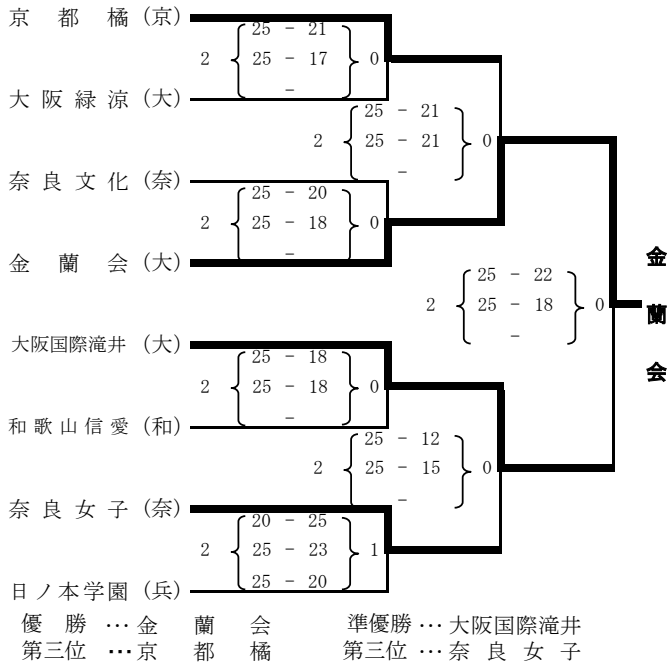 京都橘(京)
25 - 21
2 25 - 17 0
-
大阪緑涼(大)
25 - 21
2 25 - 21 0
-
奈良文化(奈)
25 - 20
2 25 - 18 0
-
金蘭会(大)
25 - 22
2 25 - 18 0
-
金蘭会
大阪国際滝井(大)
25 - 18
2 25 - 18 0
-
和歌山信愛(和)
25 - 12
2 25 - 15 0
-
奈良女子(奈)
20 - 25
2 25 - 23 1
25 - 20
日ノ本学園(兵)
優勝 …金蘭会 準優勝…大阪国際滝井
第三位 …京都橘 第三位…奈良女子